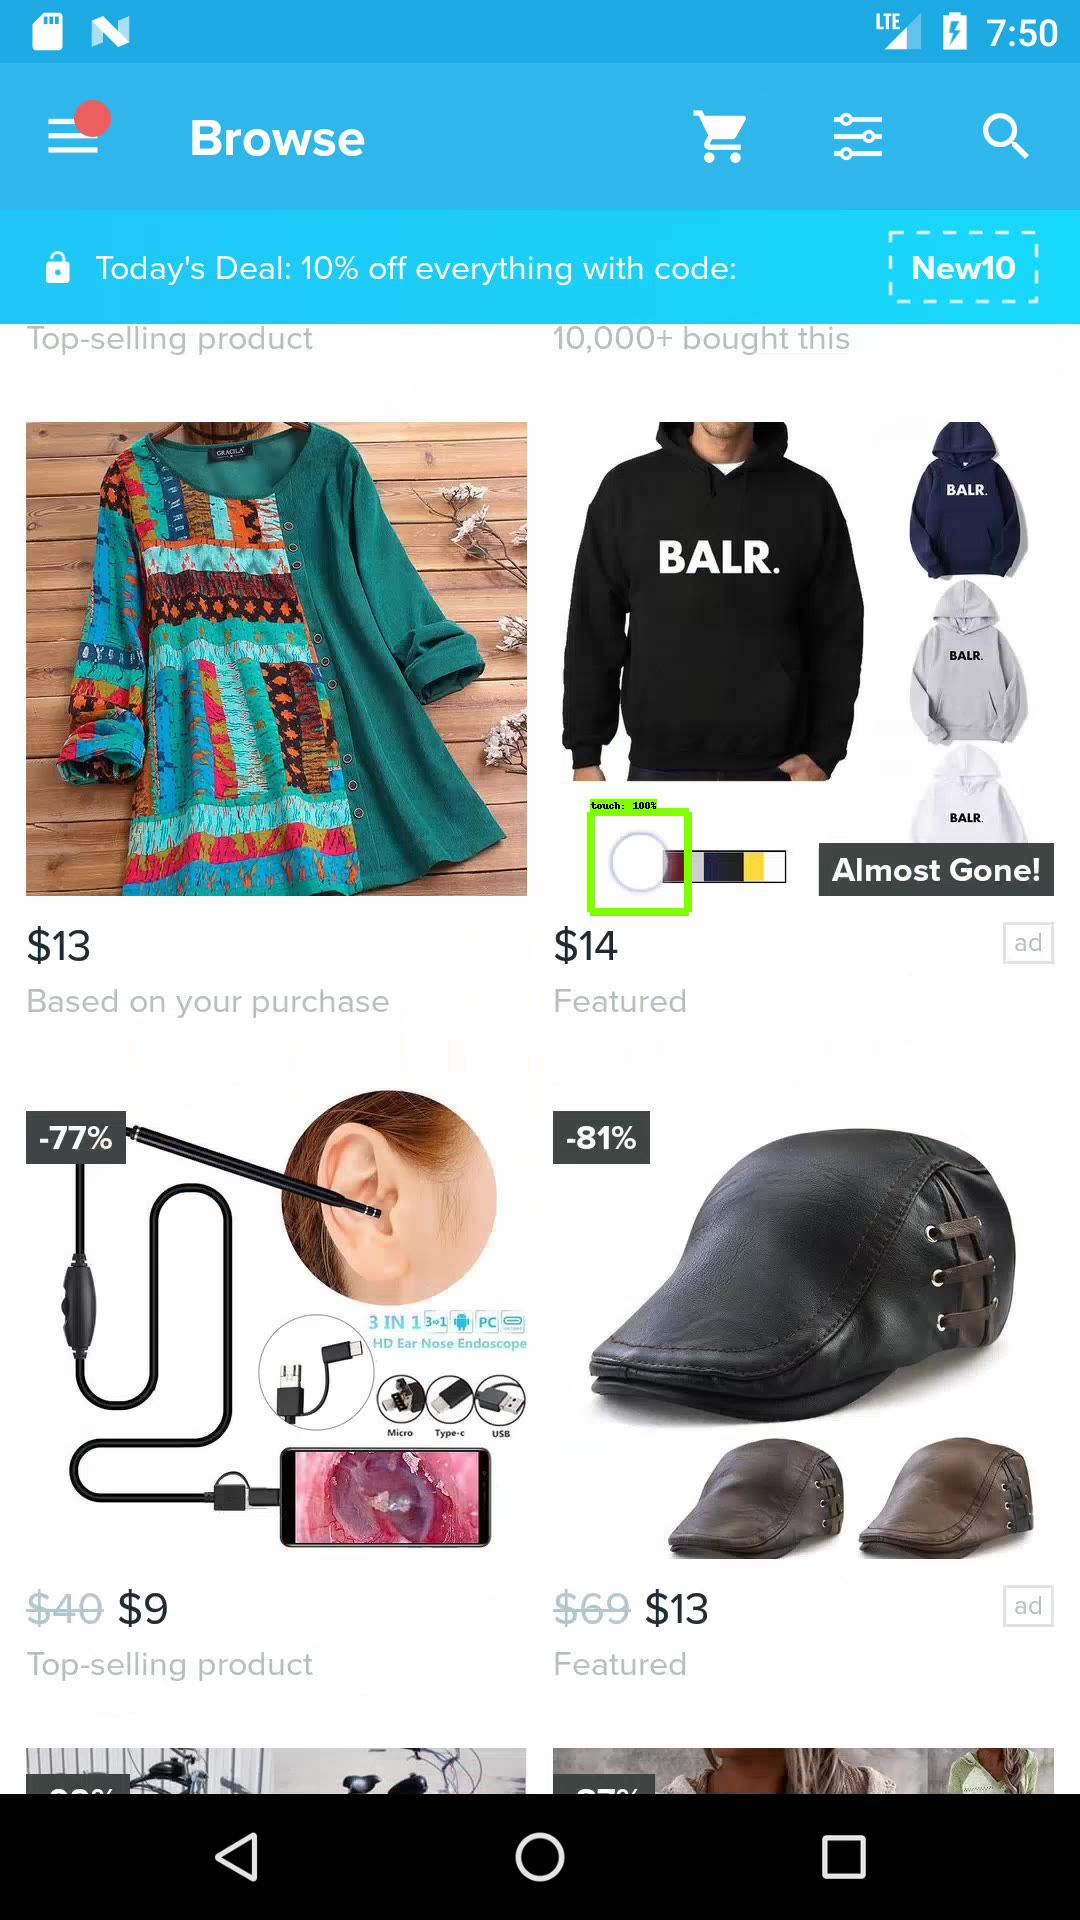 LTE 7:50
Browse
Today's Deal: 10% off everything with code: New10
Top-selling product 10,000+ bought this
GRACILA
BALR.
BALR.
BALR.
BALR.
touch: 100%
Almost Gone!
$13 $14 ad
Based on your purchase Featured
-77% -81%
3 IN 1 3in1 PC
HD Ear Nose Endoscope
Micro Type-c USB
$40 $9 $69 $13 ad
Top-selling product Featured